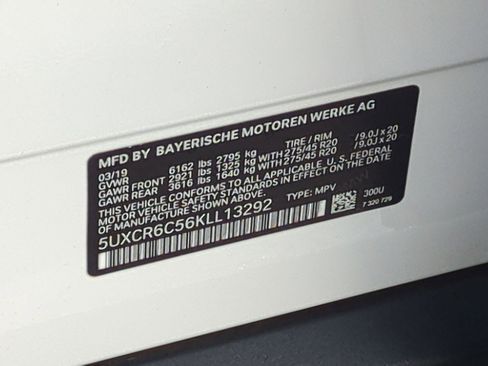 MFD BY BAYERISCHE MOTOREN WERKE AG
03/19 TIRE / RIM
GVWR 6162 lbs 2795 kg
GAWR FRONT 2921 lbs 1325 kg WITH 275/45 R20 /9.0J x 20
GAWR REAR 3616 lbs 1640 kg WITH 275/45 R20 /9.0J x 20
THIS VEHICLE CONFORMS TO ALL APPLICABLE U.S. FEDERAL
MOTOR VEHICLE SAFETY STANDARDS IN EFFECT ON THE
DATE OF MANUFACTURE SHOWN ABOVE.
5UXCR6C56KLL13292 TYPE: MPV 300U
7 320 729